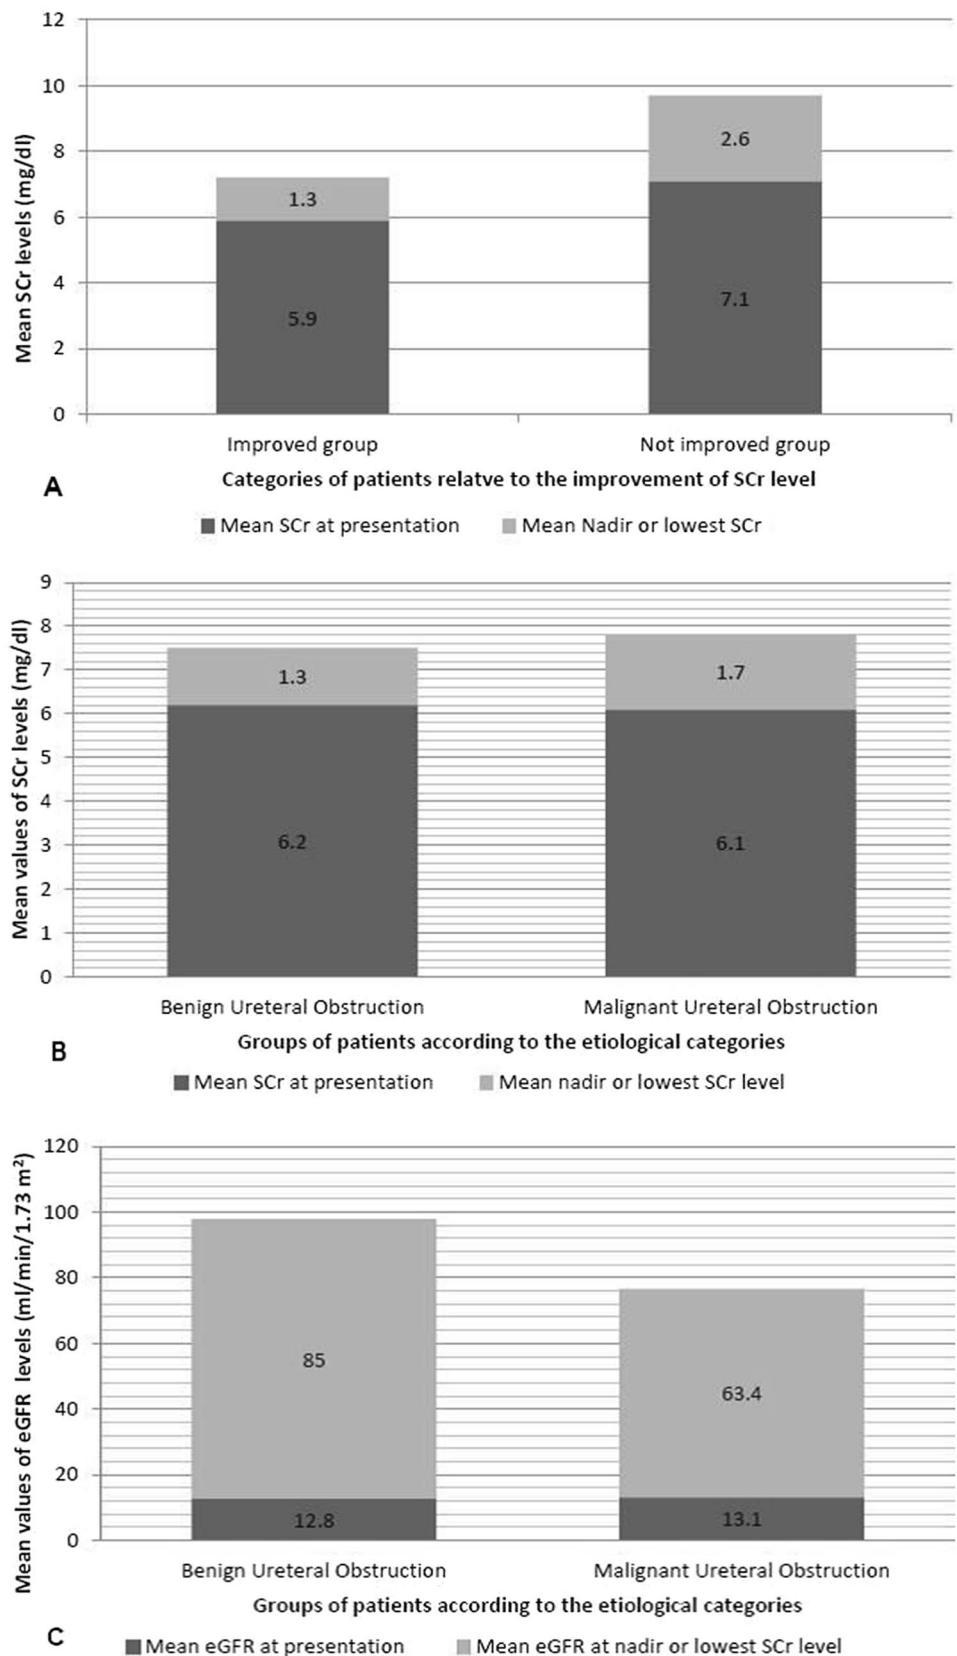 12
10
8
6
4
2
0
Mean SCr levels (mg/dl)
1.3
5.9
2.6
7.1
Improved group
Not improved group
Categories of patients relatve to the improvement of SCr level
A
Mean SCr at presentation
Mean Nadir or lowest SCr
9
8
7
6
5
4
3
2
1
0
Mean values of SCr levels (mg/dl)
1.3
6.2
1.7
6.1
Benign Ureteral Obstruction
Malignant Ureteral Obstruction
Groups of patients according to the etiological categories
B
Mean SCr at presentation
Mean nadir or lowest SCr level
120
100
80
60
40
20
0
Mean values of eGFR levels (ml/min/1.73 m²)
85
12.8
63.4
13.1
Benign Ureteral Obstruction
Malignant Ureteral Obstruction
Groups of patients according to the etiological categories
C
Mean eGFR at presentation
Mean eGFR at nadir or lowest SCr level